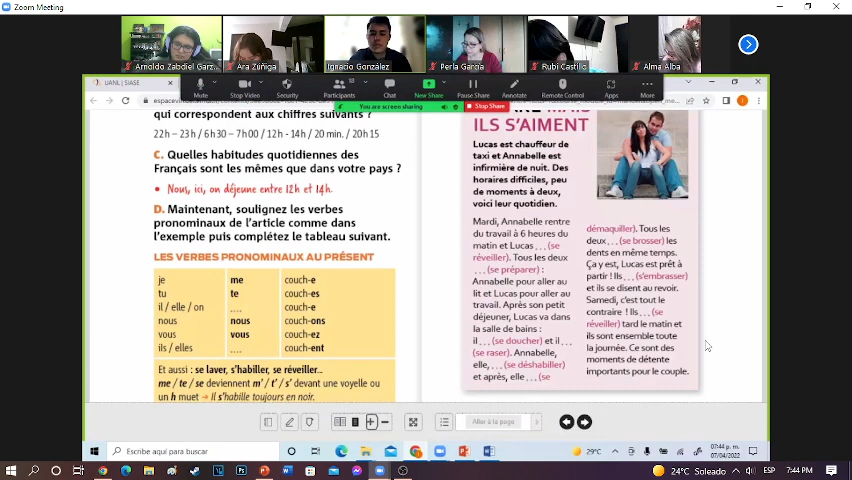 Zoom Meeting
Arnoldo Zabdiel Garz...
Ara Zúñiga
Ignacio González
Perla García
Rubí Castillo
Alma Alba
UANL | SIASE
Mute
Stop Video
Security
Participants
Chat
New Share
Pause Share
Annotate
Remote Control
Apps
More
You are screen sharing
Stop Share
qui correspondent aux chiffres suivants ?
22h – 23h / 6h30 – 7h00 / 12h - 14h / 20 min. / 20h15
C. Quelles habitudes quotidiennes des
Français sont les mêmes que dans votre pays ?
• Nous, ici, on déjeune entre 12h et 14h.
D. Maintenant, soulignez les verbes
pronominaux de l'article comme dans
l'exemple puis complétez le tableau suivant.
LES VERBES PRONOMINAUX AU PRÉSENT
je me couch-e
tu te couch-es
il / elle / on .... couch-e
nous nous couch-ons
vous vous couch-ez
ils / elles .... couch-ent
Et aussi : se laver, s'habiller, se réveiller...
me / te / se deviennent m' / t' / s' devant une voyelle ou
un h muet → Il s'habille toujours en noir.
ILS S'AIMENT
Lucas est chauffeur de
taxi et Annabelle est
infirmière de nuit. Des
horaires difficiles, peu
de moments à deux,
voici leur quotidien.
Mardi, Annabelle rentre
du travail à 6 heures du
matin et Lucas ... (se
réveiller). Tous les deux
... (se préparer) :
Annabelle pour aller au
lit et Lucas pour aller au
travail. Après son petit
déjeuner, Lucas va dans
la salle de bains :
il ... (se doucher) et il ...
(se raser). Annabelle,
elle, ... (se déshabiller)
et après, elle ... (se
démaquiller). Tous les
deux ... (se brosser) les
dents en même temps.
Ça y est, Lucas est prêt à
partir ! Ils ... (s'embrasser)
et ils se disent au revoir.
Samedi, c'est tout le
contraire ! Ils ... (se
réveiller) tard le matin et
ils sont ensemble toute
la journée. Ce sont des
moments de détente
importants pour le couple.
Aller à la page
Escribe aquí para buscar
29°C
07:44 p. m.
07/04/2022
24°C Soleado
ESP
7:44 PM